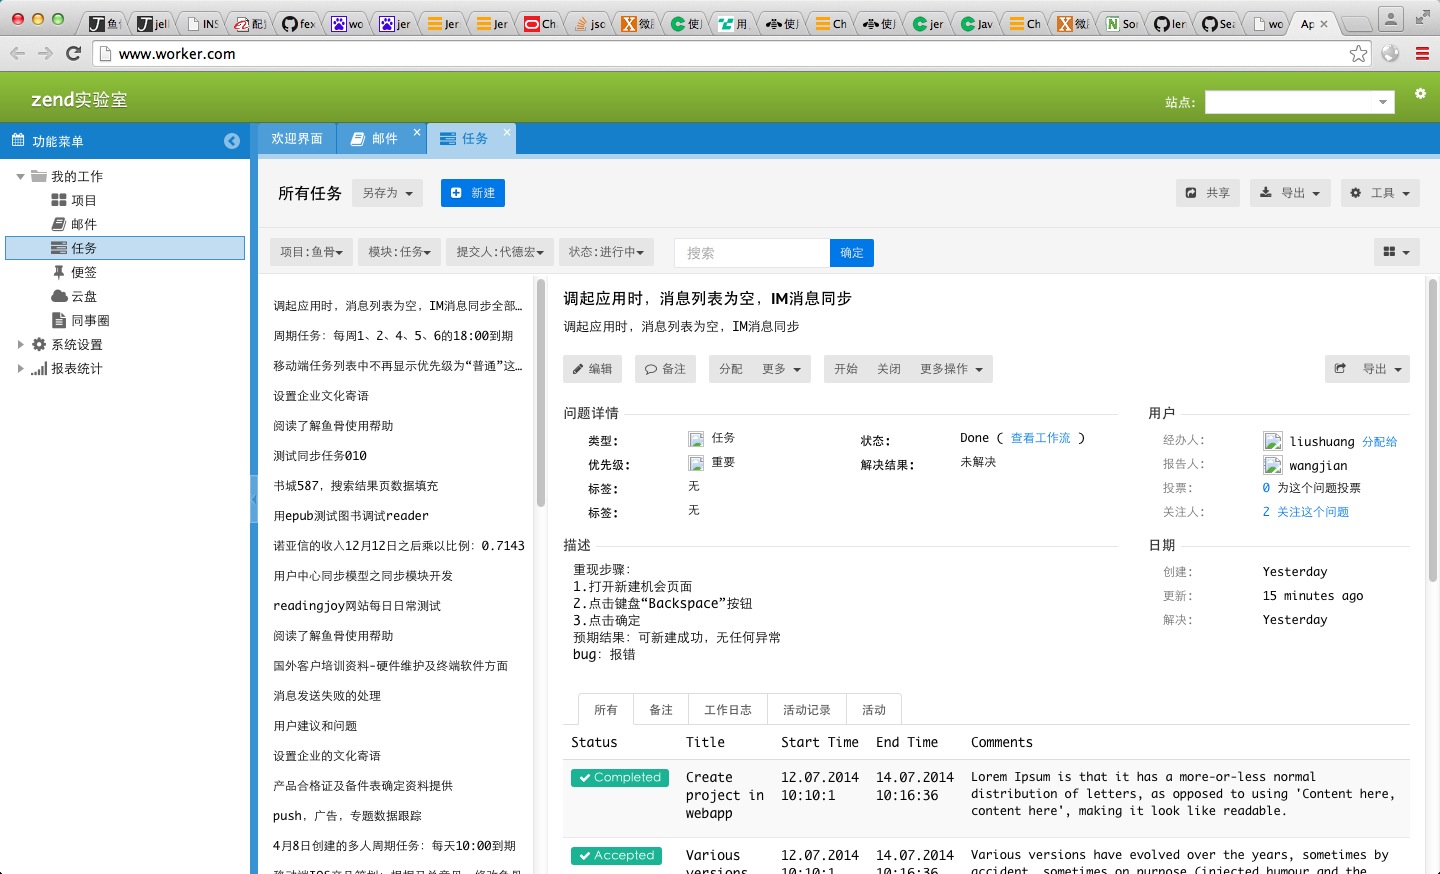 鱼
jell
INS
配
fex
wo
jer
Jer
Jer
Ch
jso
微
使
用
使
Ch
使
jer
Jav
Ch
微
Sor
ler
Sea
wo
Ap
www.worker.com
zend实验室
站点:
功能菜单
欢迎界面
邮件
任务
我的工作
项目
邮件
任务
便签
云盘
同事圈
系统设置
报表统计
所有任务
另存为
新建
共享
导出
工具
项目:鱼骨
模块:任务
提交人:代德宏
状态:进行中
搜索
确定
调起应用时，消息列表为空，IM消息同步全部…
周期任务：每周1、2、4、5、6的18:00到期
移动端任务列表中不再显示优先级为“普通”这…
设置企业文化寄语
阅读了解鱼骨使用帮助
测试同步任务010
书城587，搜索结果页数据填充
用epub测试图书调试reader
诺亚信的收入12月12日之后乘以比例：0.7143
用户中心同步模型之同步模块开发
readingjoy网站每日日常测试
阅读了解鱼骨使用帮助
国外客户培训资料-硬件维护及终端软件方面
消息发送失败的处理
用户建议和问题
设置企业的文化寄语
产品合格证及备件表确定资料提供
push，广告，专题数据跟踪
4月8日创建的多人周期任务：每天10:00到期
调起应用时，消息列表为空，IM消息同步
调起应用时，消息列表为空，IM消息同步
编辑
备注
分配
更多
开始
关闭
更多操作
导出
问题详情
类型:
任务
状态:
Done ( 查看工作流 )
优先级:
重要
解决结果:
未解决
标签:
无
标签:
无
用户
经办人:
liushuang 分配给
报告人:
wangjian
投票:
0 为这个问题投票
关注人:
2 关注这个问题
描述
重现步骤：
1.打开新建机会页面
2.点击键盘“Backspace”按钮
3.点击确定
预期结果：可新建成功，无任何异常
bug：报错
日期
创建:
Yesterday
更新:
15 minutes ago
解决:
Yesterday
所有
备注
工作日志
活动记录
活动
Status
Title
Start Time
End Time
Comments
Completed
Create
project in
webapp
12.07.2014
10:10:1
14.07.2014
10:16:36
Lorem Ipsum is that it has a more-or-less normal
distribution of letters, as opposed to using 'Content here,
content here', making it look like readable.
Accepted
Various
versions
12.07.2014
10:10:1
14.07.2014
10:16:36
Various versions have evolved over the years, sometimes by
accident, sometimes on purpose (injected humour and the